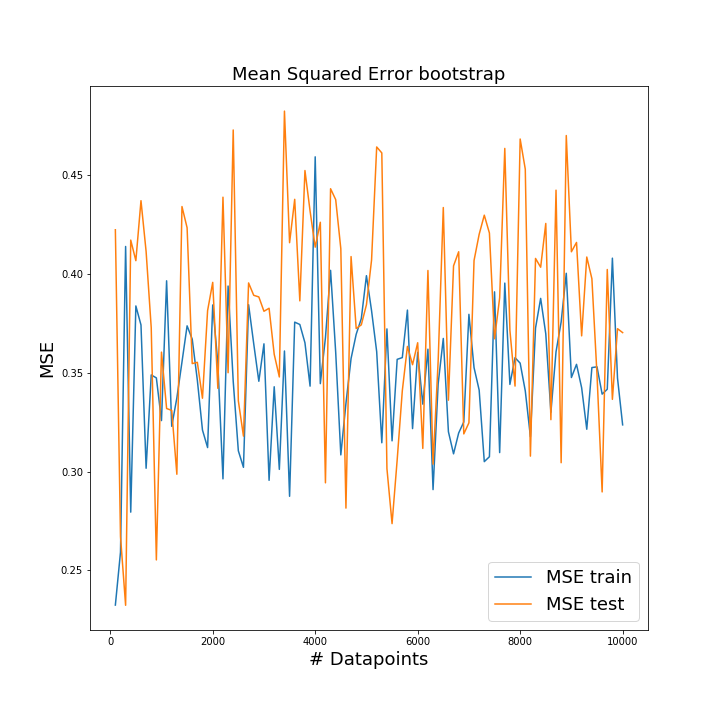 Mean Squared Error bootstrap
MSE
0.45
0.40
0.35
0.30
0.25
0
2000
4000
6000
8000
10000
# Datapoints
MSE train
MSE test